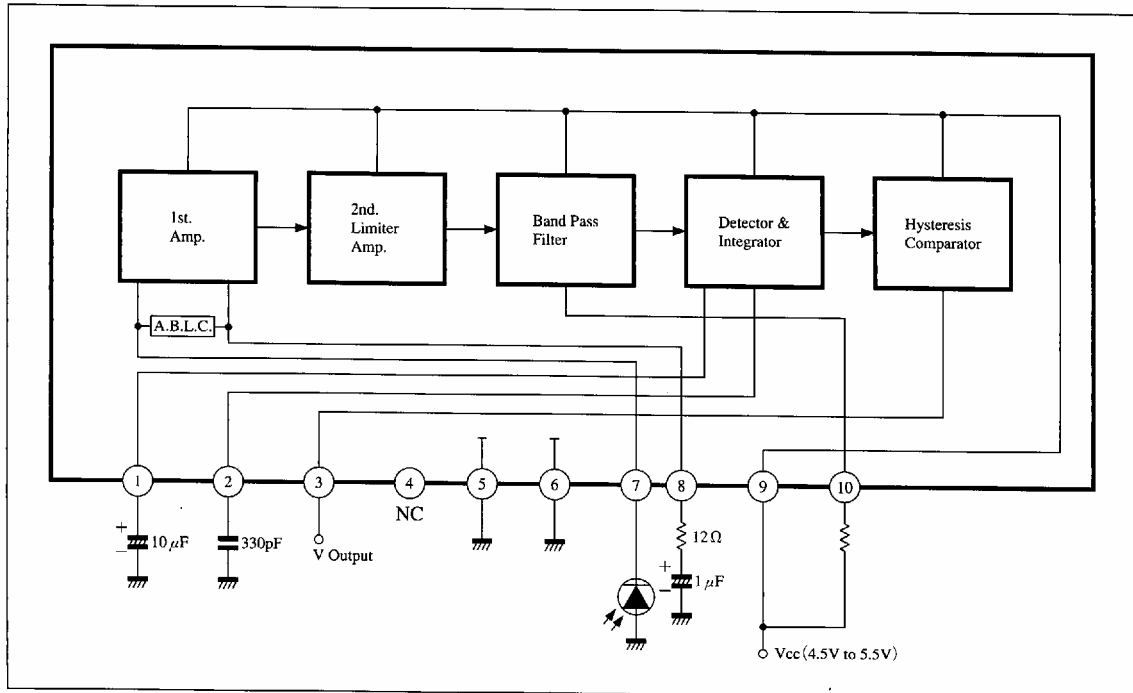 1st.
Amp.
2nd.
Limiter
Amp.
Band Pass
Filter
Detector &
Integrator
Hysteresis
Comparator
A.B.L.C.
1
2
3
4
5
6
7
8
9
10
NC
+
−
10μF
330pF
V Output
12Ω
+
−
1μF
Vcc(4.5V to 5.5V)